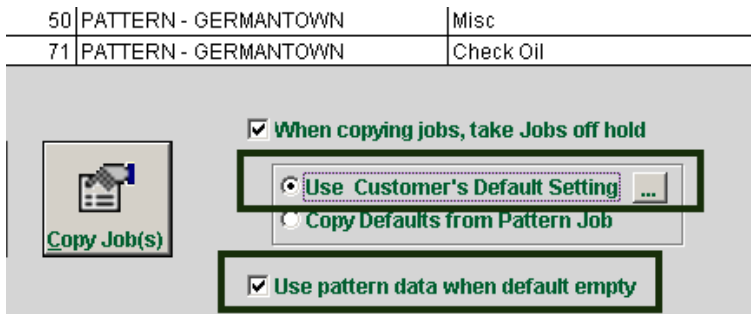 50 PATTERN - GERMANTOWN Misc
71 PATTERN - GERMANTOWN Check Oil
When copying jobs, take Jobs off hold
Use Customer's Default Setting ...
Copy Defaults from Pattern Job
Copy Job(s)
Use pattern data when default empty